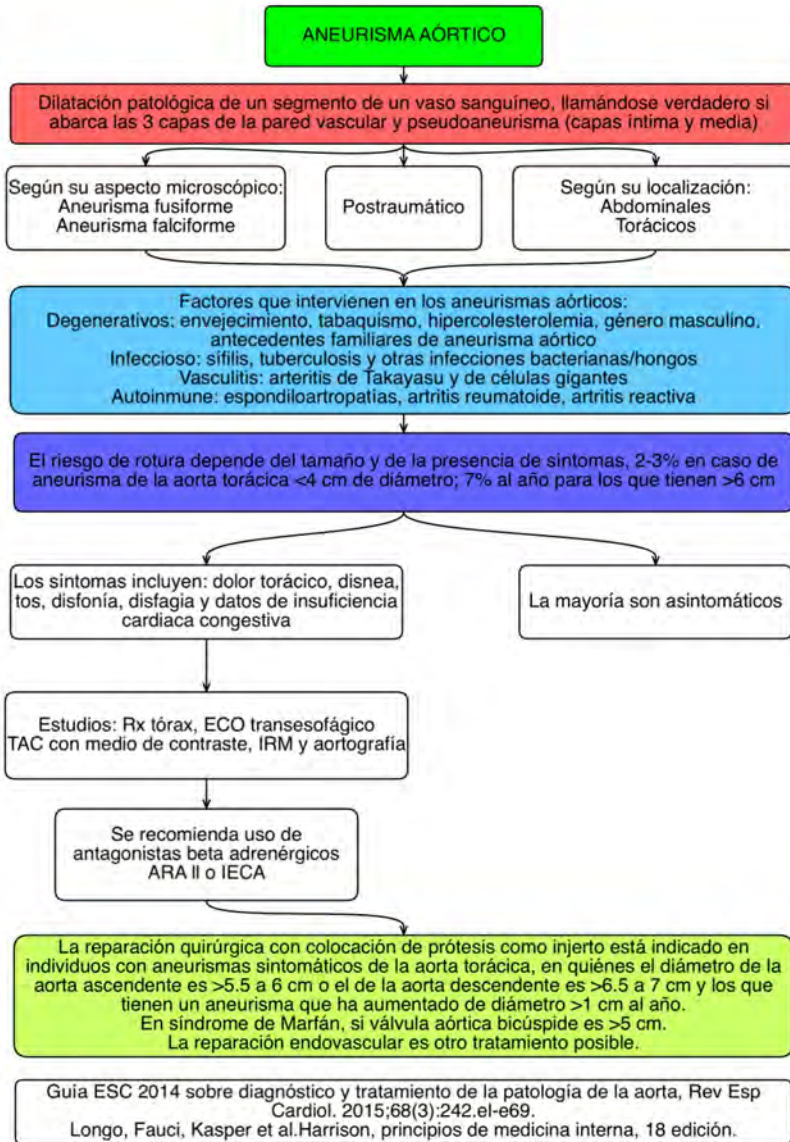 ANEURISMA AÓRTICO
Dilatación patológica de un segmento de un vaso sanguíneo, llamándose verdadero si
abarca las 3 capas de la pared vascular y pseudoaneurisma (capas íntima y media)
Según su aspecto microscópico:
Aneurisma fusiforme
Aneurisma falciforme
Postraumático
Según su localización:
Abdominales
Torácicos
Factores que intervienen en los aneurismas aórticos:
Degenerativos: envejecimiento, tabaquismo, hipercolesterolemia, género masculino,
antecedentes familiares de aneurisma aórtico
Infeccioso: sífilis, tuberculosis y otras infecciones bacterianas/hongos
Vasculitis: arteritis de Takayasu y de células gigantes
Autoinmune: espondiloartropatías, artritis reumatoide, artritis reactiva
El riesgo de rotura depende del tamaño y de la presencia de síntomas, 2-3% en caso de
aneurisma de la aorta torácica <4 cm de diámetro; 7% al año para los que tienen >6 cm
Los síntomas incluyen: dolor torácico, disnea,
tos, disfonía, disfagia y datos de insuficiencia
cardiaca congestiva
La mayoría son asintomáticos
Estudios: Rx tórax, ECO transesofágico
TAC con medio de contraste, IRM y aortografía
Se recomienda uso de
antagonistas beta adrenérgicos
ARA II o IECA
La reparación quirúrgica con colocación de prótesis como injerto está indicado en
individuos con aneurismas sintomáticos de la aorta torácica, en quiénes el diámetro de la
aorta ascendente es >5.5 a 6 cm o el de la aorta descendente es >6.5 a 7 cm y los que
tienen un aneurisma que ha aumentado de diámetro >1 cm al año.
En síndrome de Marfán, si válvula aórtica bicúspide es >5 cm.
La reparación endovascular es otro tratamiento posible.
Guía ESC 2014 sobre diagnóstico y tratamiento de la patología de la aorta, Rev Esp
Cardiol. 2015;68(3):242.el-e69.
Longo, Fauci, Kasper et al.Harrison, principios de medicina interna, 18 edición.